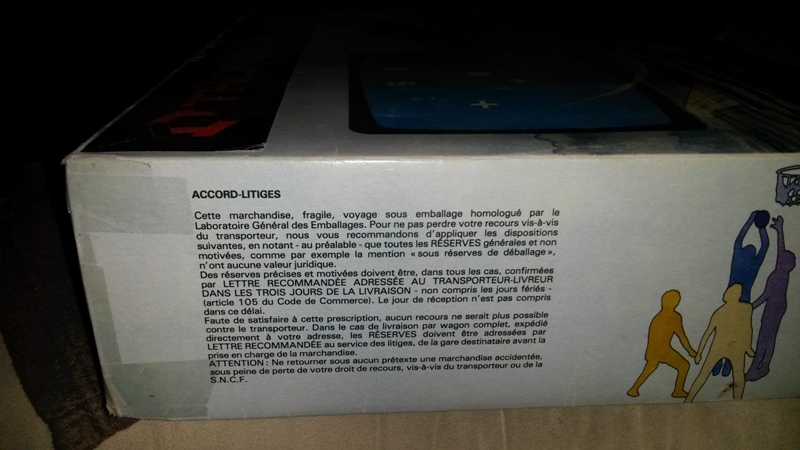 ACCORD-LITIGES
Cette marchandise, fragile, voyage sous emballage homologué par le
Laboratoire Général des Emballages. Pour ne pas perdre votre recours vis-à-vis
du transporteur, nous vous recommandons d'appliquer les dispositions
suivantes, en notant - au préalable - que toutes les RÉSERVES générales et non
motivées, comme par exemple la mention « sous réserves de déballage »,
n'ont aucune valeur juridique.
Des réserves précises et motivées doivent être, dans tous les cas, confirmées
par LETTRE RECOMMANDÉE ADRESSÉE AU TRANSPORTEUR-LIVREUR
DANS LES TROIS JOURS DE LA LIVRAISON - non compris les jours fériés -
(article 105 du Code de Commerce). Le jour de réception n'est pas compris
dans ce délai.
Faute de satisfaire à cette prescription, aucun recours ne serait plus possible
contre le transporteur. Dans le cas de livraison par wagon complet, expédié
directement à votre adresse, les RÉSERVES doivent être adressées par
LETTRE RECOMMANDÉE au service des litiges, de la gare destinataire avant la
prise en charge de la marchandise.
ATTENTION : Ne retourner sous aucun prétexte une marchandise accidentée,
sous peine de perte de votre droit de recours, vis-à-vis du transporteur ou de la
S.N.C.F.